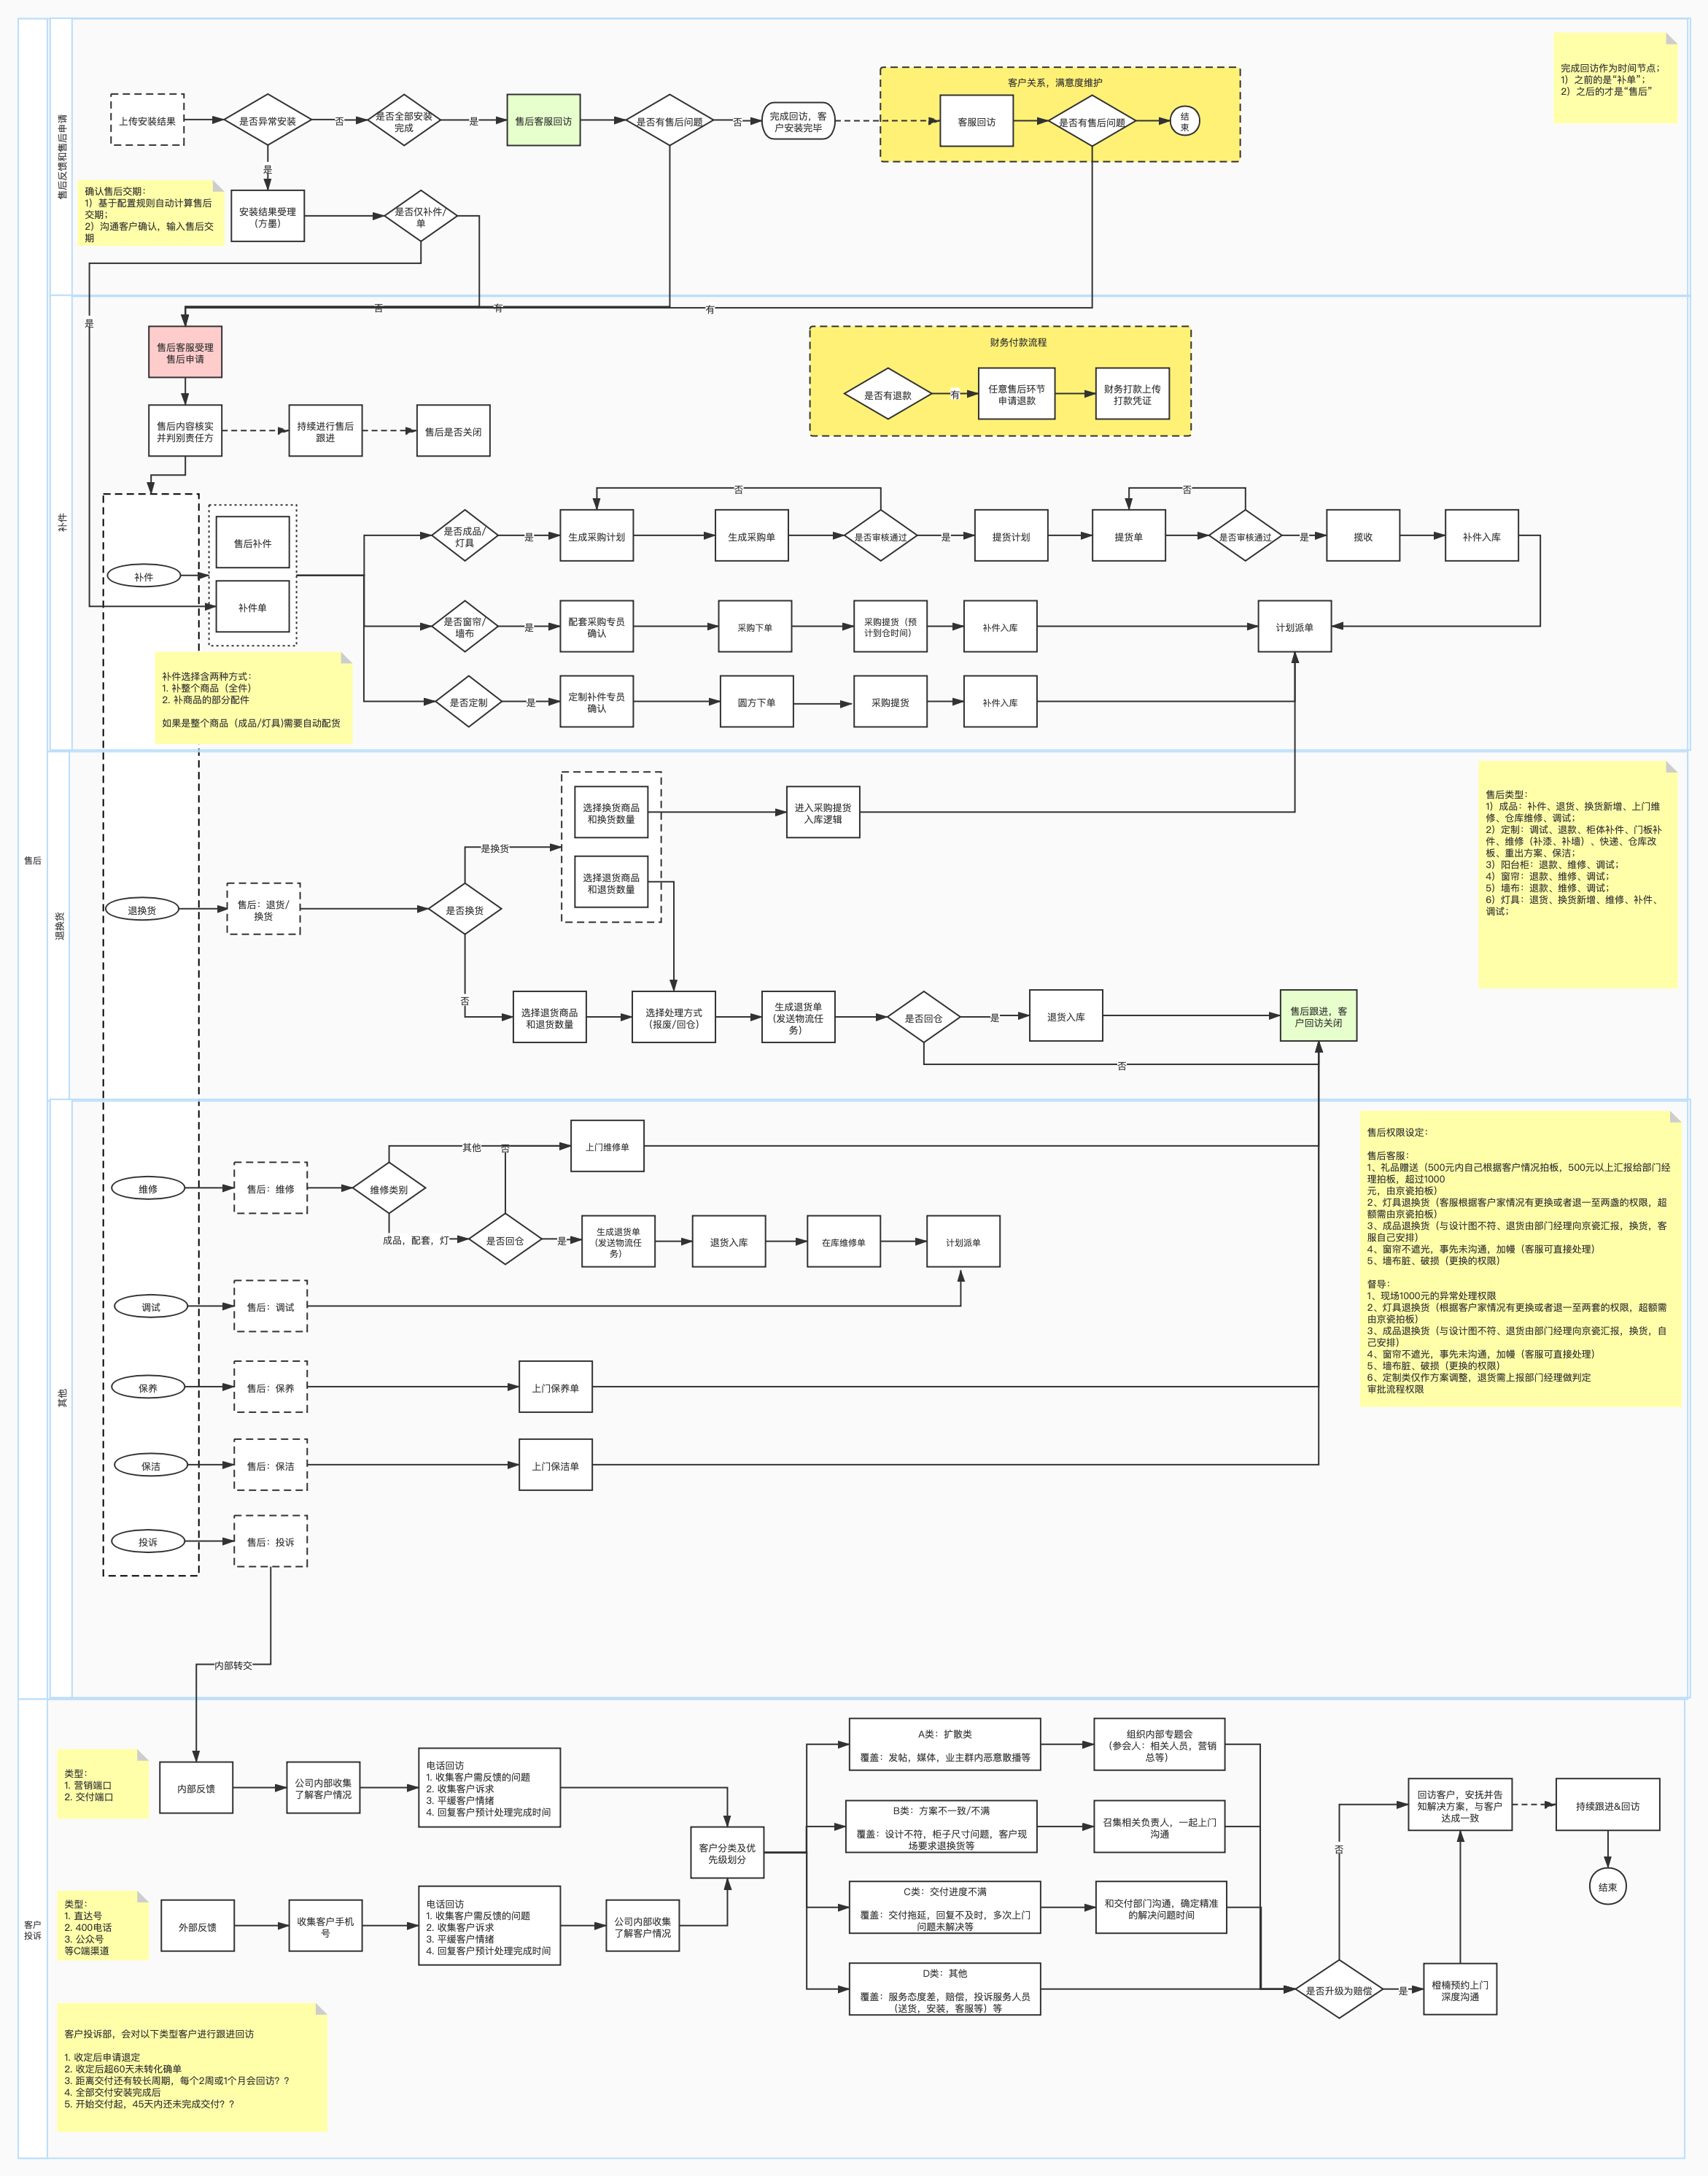 售后
售后反馈和售后申请
上传安装结果
是否异常安装
否
是否全部安装
完成
是
售后客服回访
是否有售后问题
否
完成回访，客
户安装完毕
客户关系，满意度维护
客服回访
是否有售后问题
结
束
完成回访作为时间节点；
1）之前的是“补单”；
2）之后的才是“售后”
是
确认售后交期：
1）基于配置规则自动计算售后
交期；
2）沟通客户确认，输入售后交
期
安装结果受理
（方墨）
是否仅补件/
单
否
有
有
是
补件
售后客服受理
售后申请
财务付款流程
是否有退款
有
任意售后环节
申请退款
财务打款上传
打款凭证
售后内容核实
并判别责任方
持续进行售后
跟进
售后是否关闭
补件
售后补件
补件单
是否成品/
灯具
是
生成采购计划
生成采购单
否
是否审核通过
是
提货计划
提货单
否
是否审核通过
是
揽收
补件入库
是否窗帘/
墙布
是
配套采购专员
确认
采购下单
采购提货（预
计到仓时间）
补件入库
计划派单
是否定制
是
定制补件专员
确认
圆方下单
采购提货
补件入库
补件选择含两种方式：
1. 补整个商品（全件）
2. 补商品的部分配件
如果是整个商品（成品/灯具)需要自动配货
退换货
退换货
售后：退货/
换货
是否换货
是换货
选择换货商品
和换货数量
选择退货商品
和退货数量
进入采购提货
入库逻辑
否
选择退货商品
和退货数量
选择处理方式
（报废/回仓）
生成退货单
（发送物流任
务）
是否回仓
是
退货入库
否
售后跟进，客
户回访关闭
售后类型：
1）成品：补件、退货、换货新增、上门维
修、仓库维修、调试；
2）定制：调试、退款、柜体补件、门板补
件、维修（补漆、补墙）、快递、仓库改
板、重出方案、保洁；
3）阳台柜：退款、维修、调试；
4）窗帘：退款、维修、调试；
5）墙布：退款、维修、调试；
6）灯具：退货、换货新增、维修、补件、
调试；
其他
维修
售后：维修
维修类别
其他
否
上门维修单
成品，配套，灯
是否回仓
是
生成退货单
（发送物流任
务）
退货入库
在库维修单
计划派单
调试
售后：调试
保养
售后：保养
上门保养单
保洁
售后：保洁
上门保洁单
投诉
售后：投诉
内部转交
售后权限设定：
售后客服：
1、礼品赠送（500元内自己根据客户情况拍板，500元以上汇报给部门经
理拍板，超过1000
元，由京瓷拍板）
2、灯具退换货（客服根据客户家情况有更换或者退一至两盏的权限，超
额需由京瓷拍板）
3、成品退换货（与设计图不符、退货由部门经理向京瓷汇报，换货，客
服自己安排）
4、窗帘不遮光，事先未沟通，加幔（客服可直接处理）
5、墙布脏、破损（更换的权限）
督导：
1、现场1000元的异常处理权限
2、灯具退换货（根据客户家情况有更换或者退一至两套的权限，超额需
由京瓷拍板）
3、成品退换货（与设计图不符、退货由部门经理向京瓷汇报，换货，自
己安排）
4、窗帘不遮光，事先未沟通，加幔（客服可直接处理）
5、墙布脏、破损（更换的权限）
6、定制类仅作方案调整，退货需上报部门经理做判定
审批流程权限
客户
投诉
类型：
1. 营销端口
2. 交付端口
内部反馈
公司内部收集
了解客户情况
电话回访
1. 收集客户需反馈的问题
2. 收集客户诉求
3. 平缓客户情绪
4. 回复客户预计处理完成时间
类型：
1. 直达号
2. 400电话
3. 公众号
等C端渠道
外部反馈
收集客户手机
号
电话回访
1. 收集客户需反馈的问题
2. 收集客户诉求
3. 平缓客户情绪
4. 回复客户预计处理完成时间
公司内部收集
了解客户情况
客户分类及优
先级划分
A类：扩散类
覆盖：发帖，媒体，业主群内恶意散播等
组织内部专题会
（参会人：相关人员，营销
总等）
B类：方案不一致/不满
覆盖：设计不符，柜子尺寸问题，客户现
场要求退换货等
召集相关负责人，一起上门
沟通
C类：交付进度不满
覆盖：交付拖延，回复不及时，多次上门
问题未解决等
和交付部门沟通，确定精准
的解决问题时间
D类：其他
覆盖：服务态度差，赔偿，投诉服务人员
（送货，安装，客服等）等
是否升级为赔偿
否
是
橙楠预约上门
深度沟通
回访客户，安抚并告
知解决方案，与客户
达成一致
持续跟进&回访
结束
客户投诉部，会对以下类型客户进行跟进回访
1. 收定后申请退定
2. 收定后超60天未转化确单
3. 距离交付还有较长周期，每个2周或1个月会回访？？
4. 全部交付安装完成后
5. 开始交付起，45天内还未完成交付？？